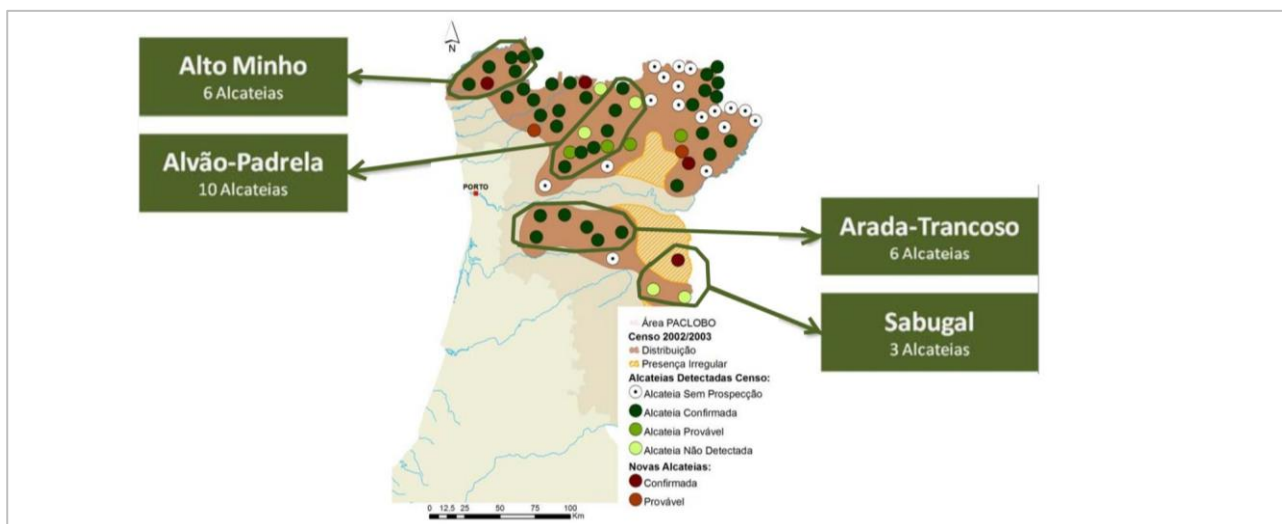 N
Alto Minho
6 Alcateias
Alvão-Padrela
10 Alcateias
PORTO
Arada-Trancoso
6 Alcateias
Sabugal
3 Alcateias
Área PACLOBO
Censo 2002/2003
Distribuição
Presença Irregular
Alcateias Detectadas Censo:
Alcateia Sem Prospecção
Alcateia Confirmada
Alcateia Provável
Alcateia Não Detectada
Novas Alcateias:
Confirmada
Provável
0 12,5 25 50 75 100
Km